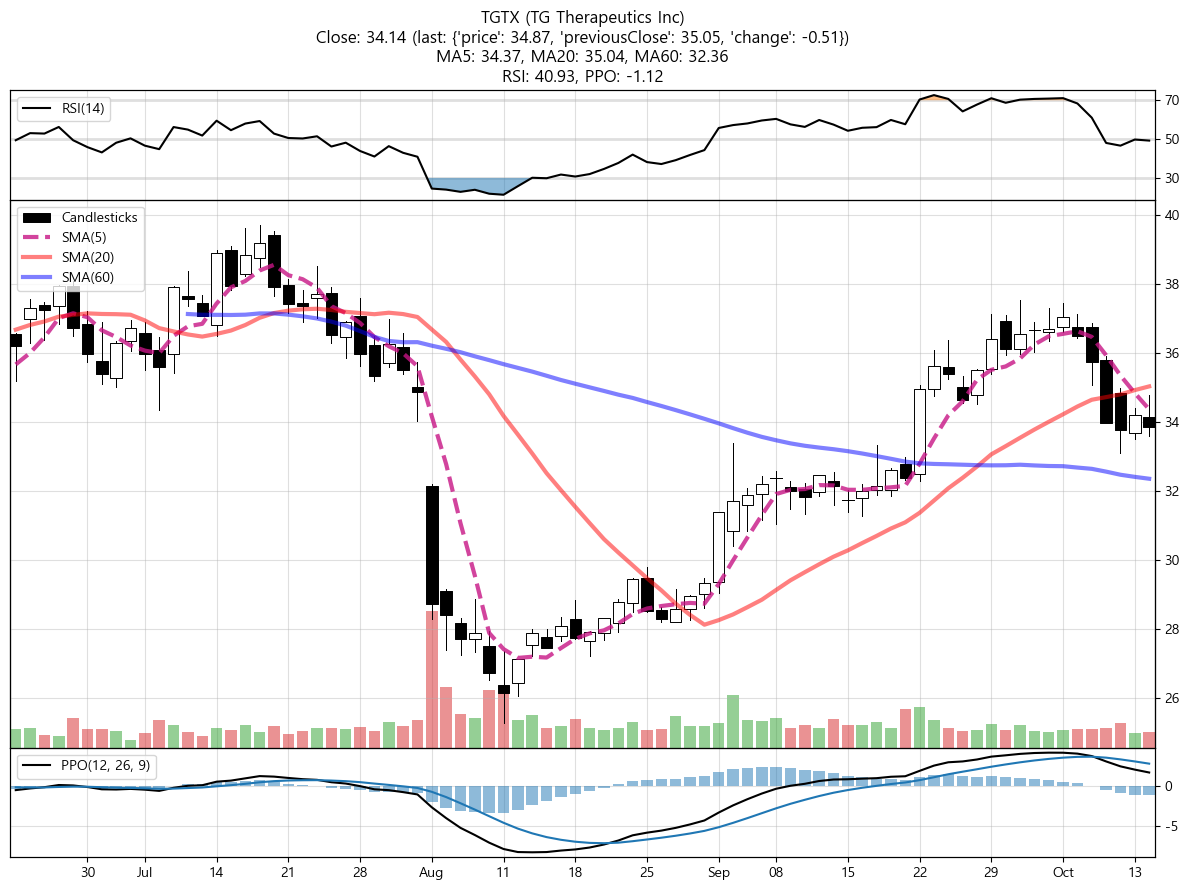 TGTX (TG Therapeutics Inc)
Close: 34.14 (last: {'price': 34.87, 'previousClose': 35.05, 'change': -0.51})
MA5: 34.37, MA20: 35.04, MA60: 32.36
RSI: 40.93, PPO: -1.12
RSI(14)
70
50
30
Candlesticks
SMA(5)
SMA(20)
SMA(60)
40
38
36
34
32
30
28
26
PPO(12, 26, 9)
0
-5
30 Jul 14 21 28 Aug 11 18 25 Sep 08 15 22 29 Oct 13